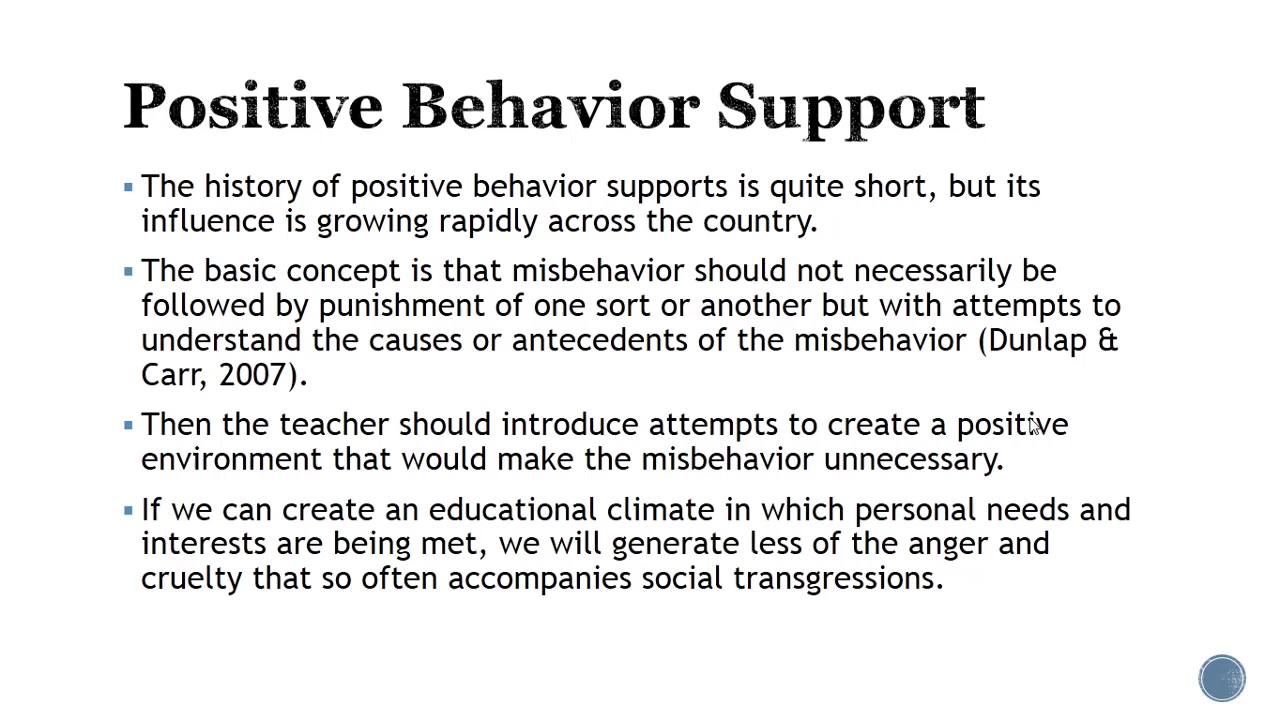 Positive Behavior Support
▪ The history of positive behavior supports is quite short, but its
influence is growing rapidly across the country.
▪ The basic concept is that misbehavior should not necessarily be
followed by punishment of one sort or another but with attempts to
understand the causes or antecedents of the misbehavior (Dunlap &
Carr, 2007).
▪ Then the teacher should introduce attempts to create a positive
environment that would make the misbehavior unnecessary.
▪ If we can create an educational climate in which personal needs and
interests are being met, we will generate less of the anger and
cruelty that so often accompanies social transgressions.